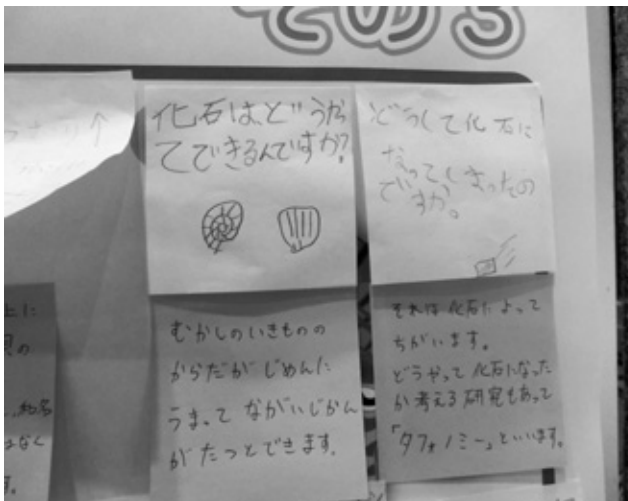 その3
化石は、どうやっ
てできるんですか？
どうして化石に
なってしまったの
ですか。
むかしのいきものの
からだが じめんに
うまって ながいじかん
がたつとできます。
それは化石によって
ちがいます。
どうやって化石になった
か考える研究もあって
「タフォノミー」といいます。